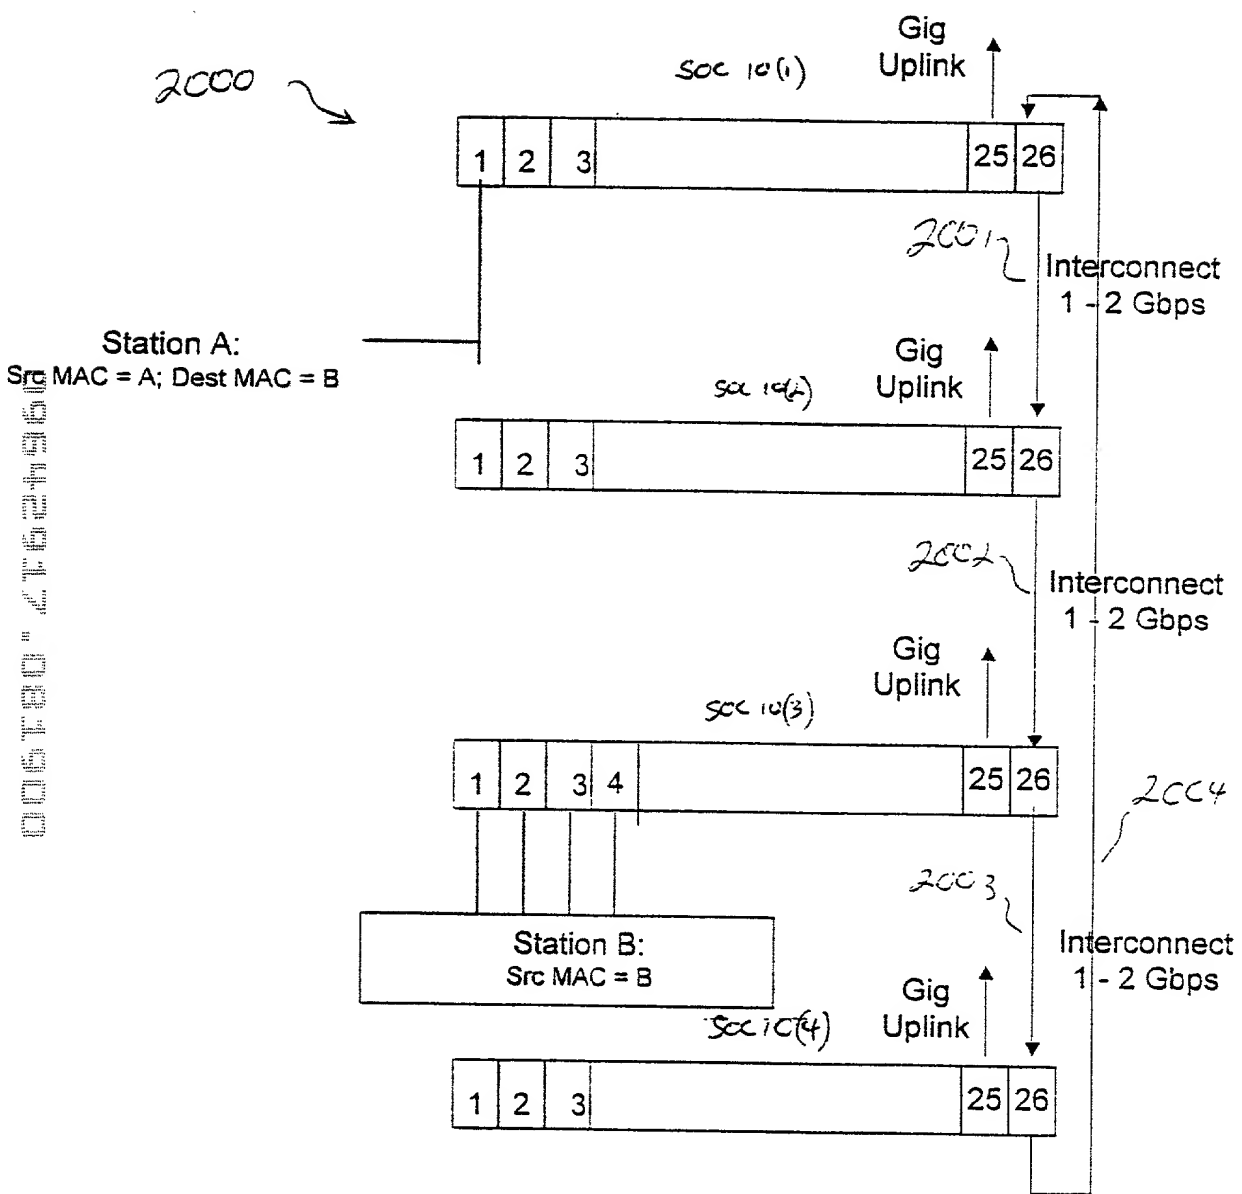 2000
SOC 10(1)
Gig
Uplink
1 2 3 25 26
2001
Interconnect
1 - 2 Gbps
Station A:
Src MAC = A; Dest MAC = B
Gig
Uplink
SOC 10(2)
1 2 3 25 26
2002
Interconnect
1 - 2 Gbps
Gig
Uplink
SOC 10(3)
1 2 3 4 25 26
2004
2003
Interconnect
1 - 2 Gbps
Station B:
Src MAC = B
Gig
Uplink
SOC 10(4)
1 2 3 25 26
09642917.081900